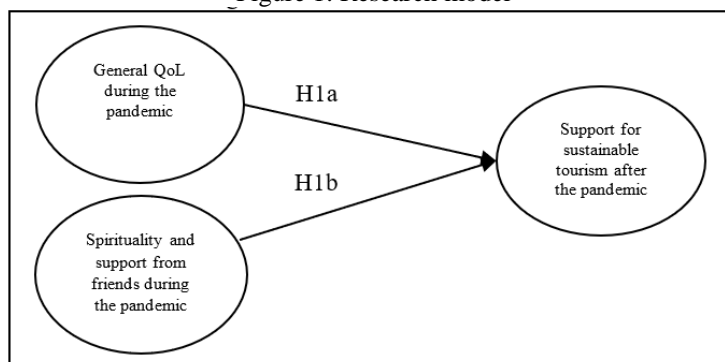 Figure 1. Research model
General QoL
during the
pandemic
H1a
Support for
sustainable
tourism after
the pandemic
H1b
Spirituality and
support from
friends during
the pandemic